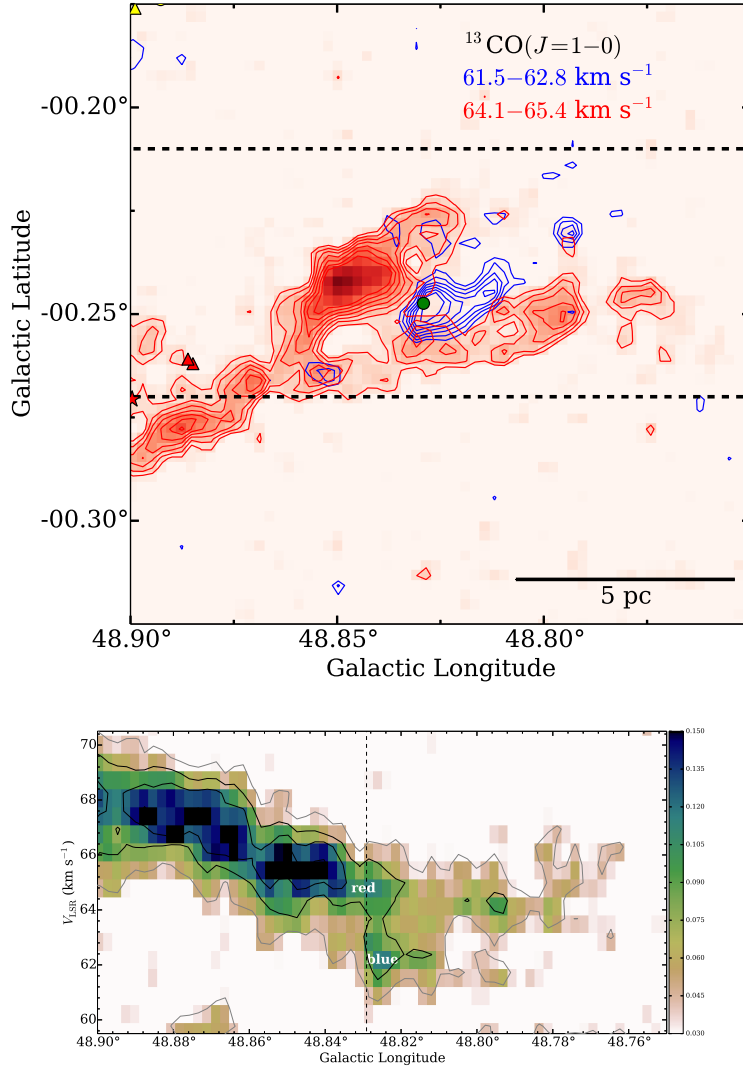 ¹³CO(J=1−0)
61.5−62.8 km s⁻¹
64.1−65.4 km s⁻¹
-00.20°
-00.25°
-00.30°
Galactic Latitude
5 pc
48.90° 48.85° 48.80°
Galactic Longitude
70
68
66
64
62
60
V_LSR (km s⁻¹)
red
blue
0.150
0.135
0.120
0.105
0.090
0.075
0.060
0.045
0.030
48.90° 48.88° 48.86° 48.84° 48.82° 48.80° 48.78° 48.76°
Galactic Longitude